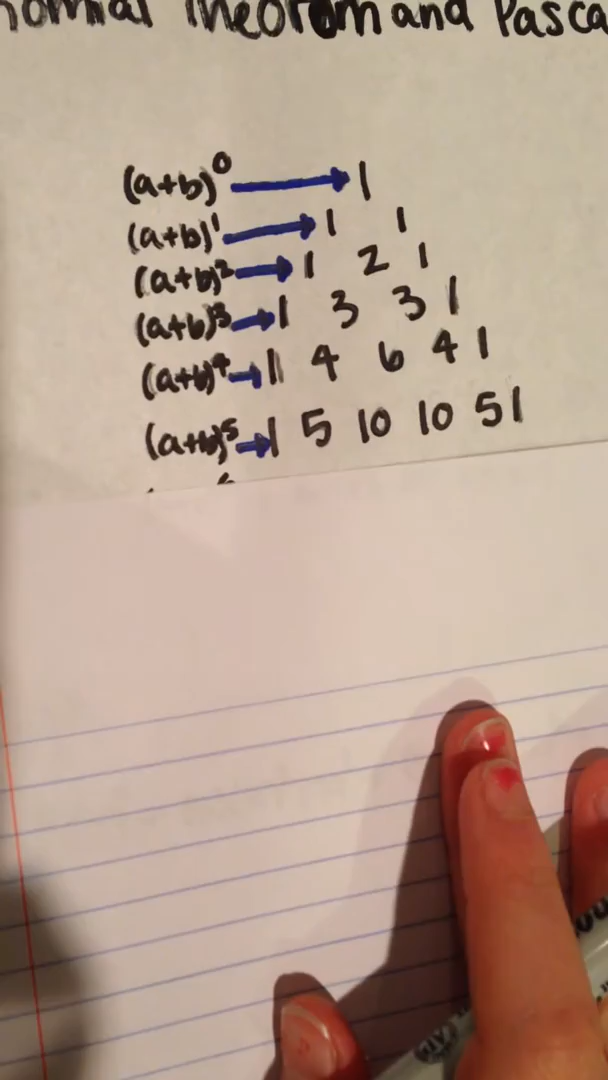 nomial Theorom and Pasca
(a+b)⁰ → 1
(a+b)¹ → 1 1
(a+b)² → 1 2 1
(a+b)³ → 1 3 3 1
(a+b)⁴ → 1 4 6 4 1
(a+b)⁵ → 1 5 10 10 5 1